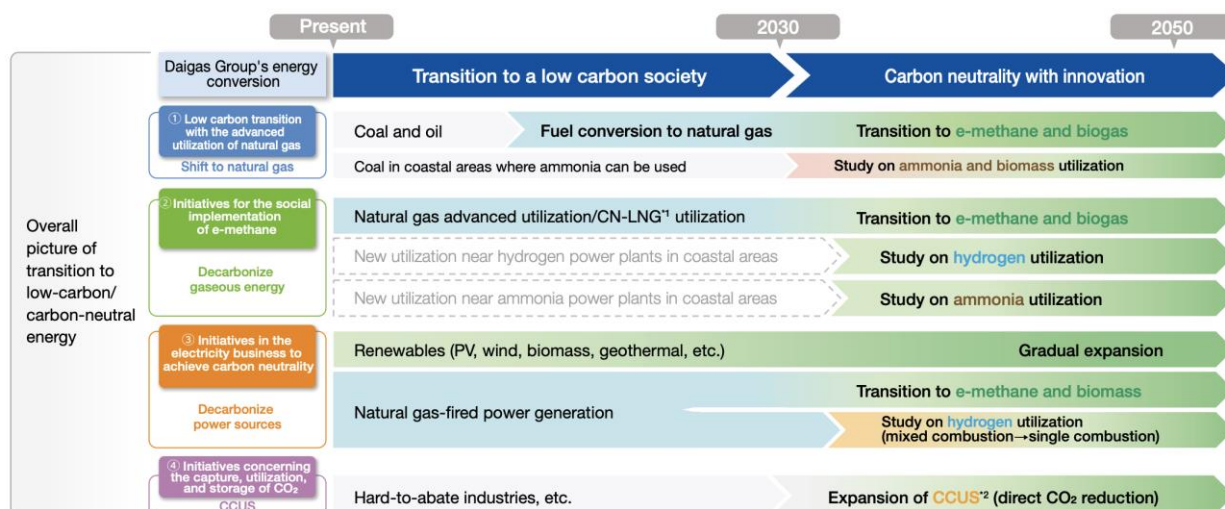 Present
2030
2050
Daigas Group's energy
conversion
Transition to a low carbon society
Carbon neutrality with innovation
Overall
picture of
transition to
low-carbon/
carbon-neutral
energy
① Low carbon transition
with the advanced
utilization of natural gas
Shift to natural gas
Coal and oil
Fuel conversion to natural gas
Transition to e-methane and biogas
Coal in coastal areas where ammonia can be used
Study on ammonia and biomass utilization
② Initiatives for the social
implementation
of e-methane
Decarbonize
gaseous energy
Natural gas advanced utilization/CN-LNG*1 utilization
Transition to e-methane and biogas
New utilization near hydrogen power plants in coastal areas
Study on hydrogen utilization
New utilization near ammonia power plants in coastal areas
Study on ammonia utilization
③ Initiatives in the
electricity business to
achieve carbon neutrality
Decarbonize
power sources
Renewables (PV, wind, biomass, geothermal, etc.)
Gradual expansion
Natural gas-fired power generation
Transition to e-methane and biomass
Study on hydrogen utilization
(mixed combustion→single combustion)
④ Initiatives concerning
the capture, utilization,
and storage of CO₂
CCUS
Hard-to-abate industries, etc.
Expansion of CCUS*2 (direct CO₂ reduction)